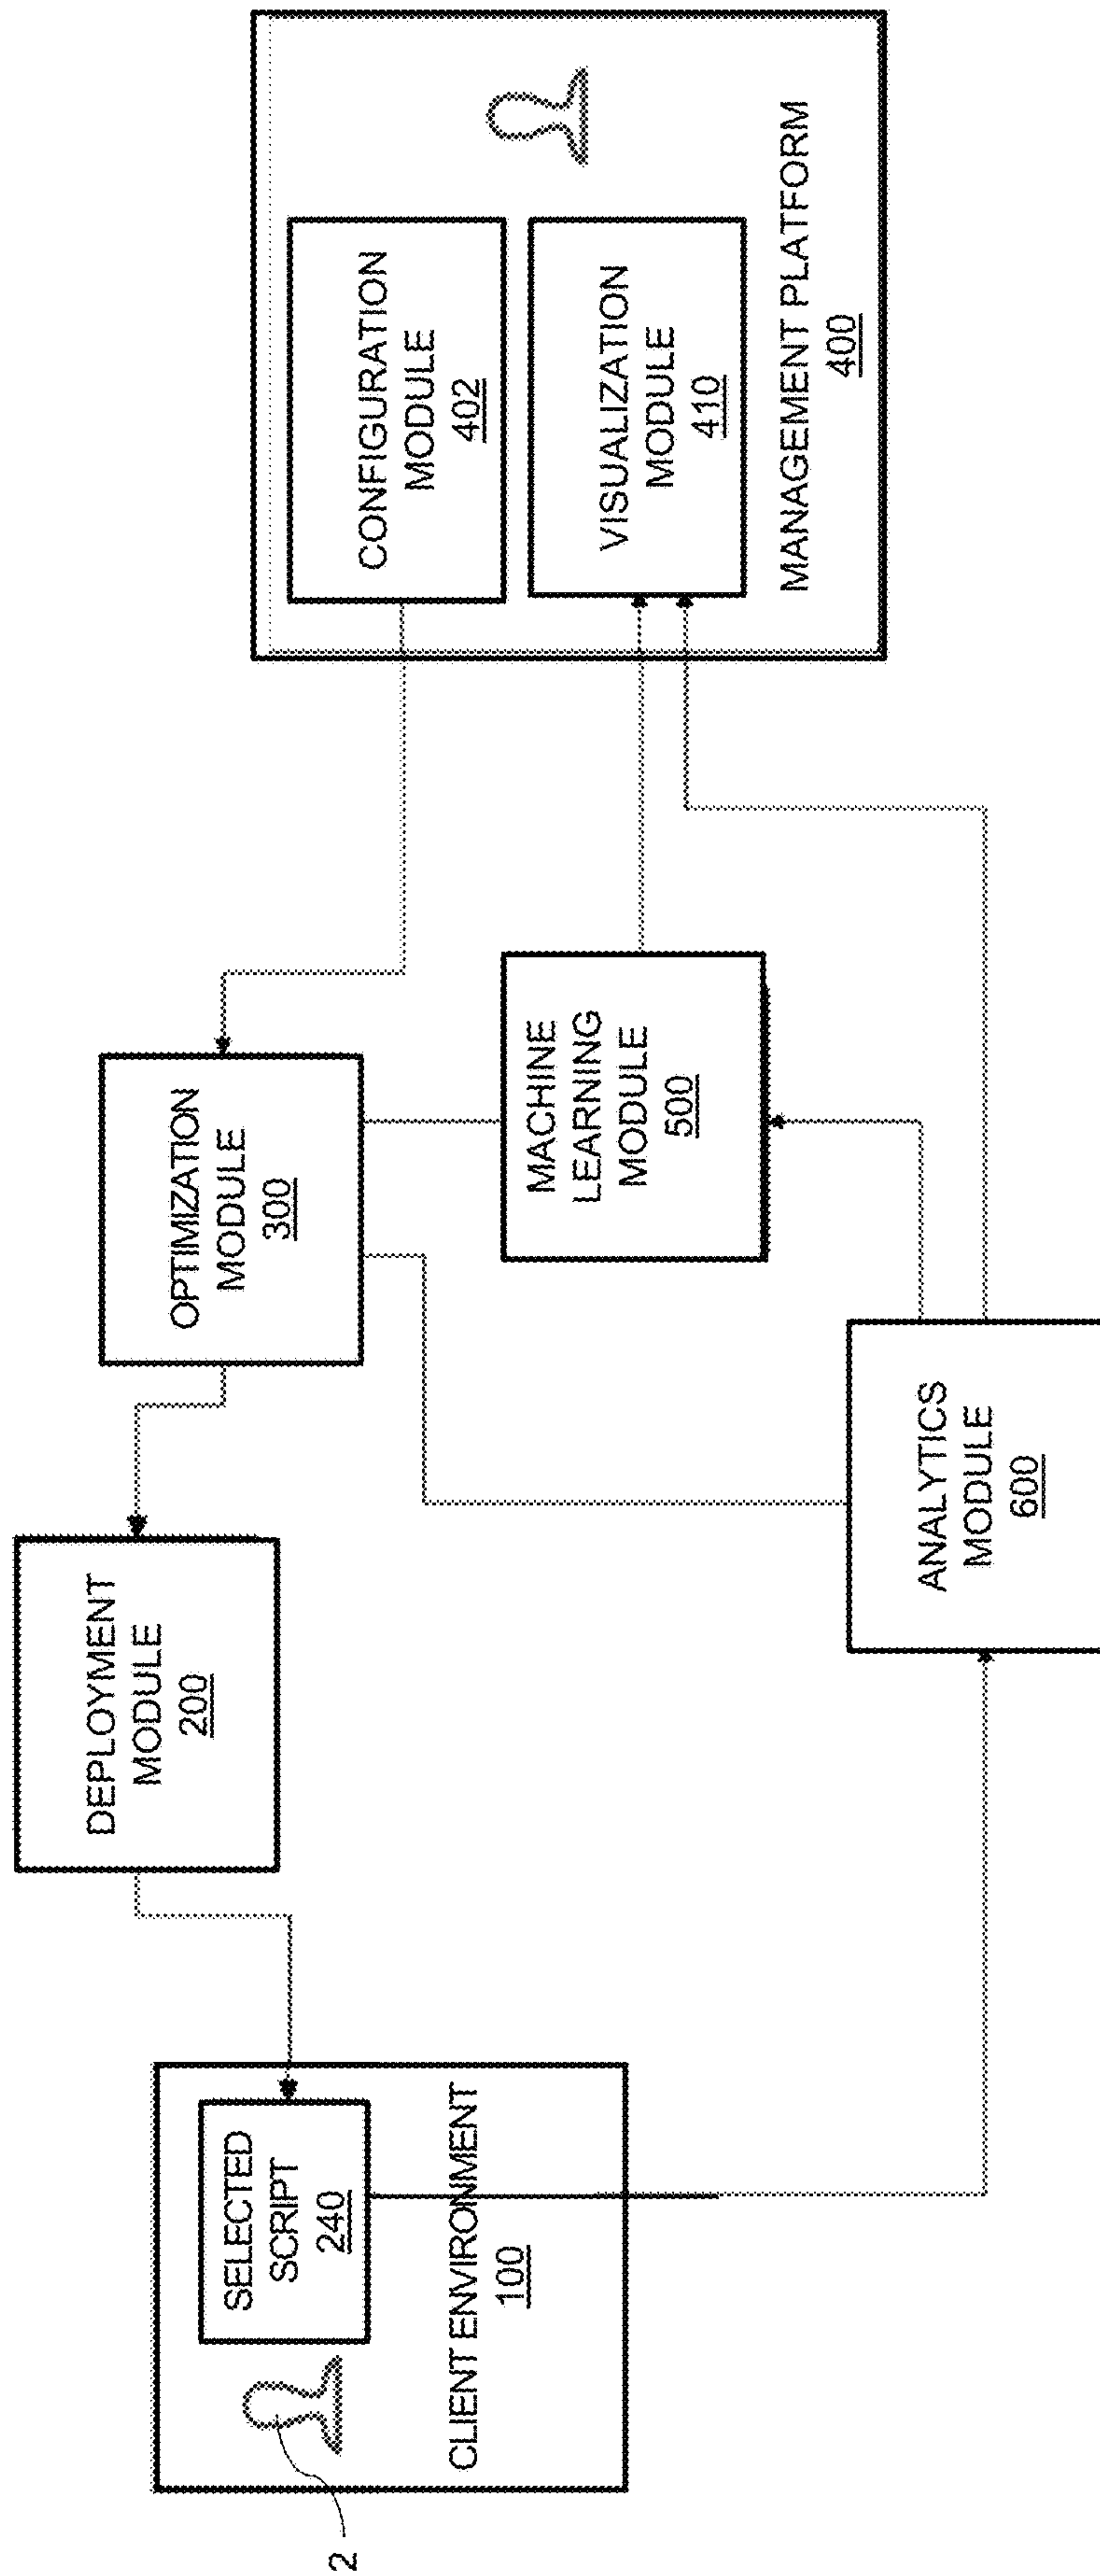 2
SELECTED
SCRIPT
240
CLIENT ENVIRONMENT
100
DEPLOYMENT
MODULE
200
OPTIMIZATION
MODULE
300
MACHINE
LEARNING
MODULE
500
ANALYTICS
MODULE
600
CONFIGURATION
MODULE
402
VISUALIZATION
MODULE
410
MANAGEMENT PLATFORM
400